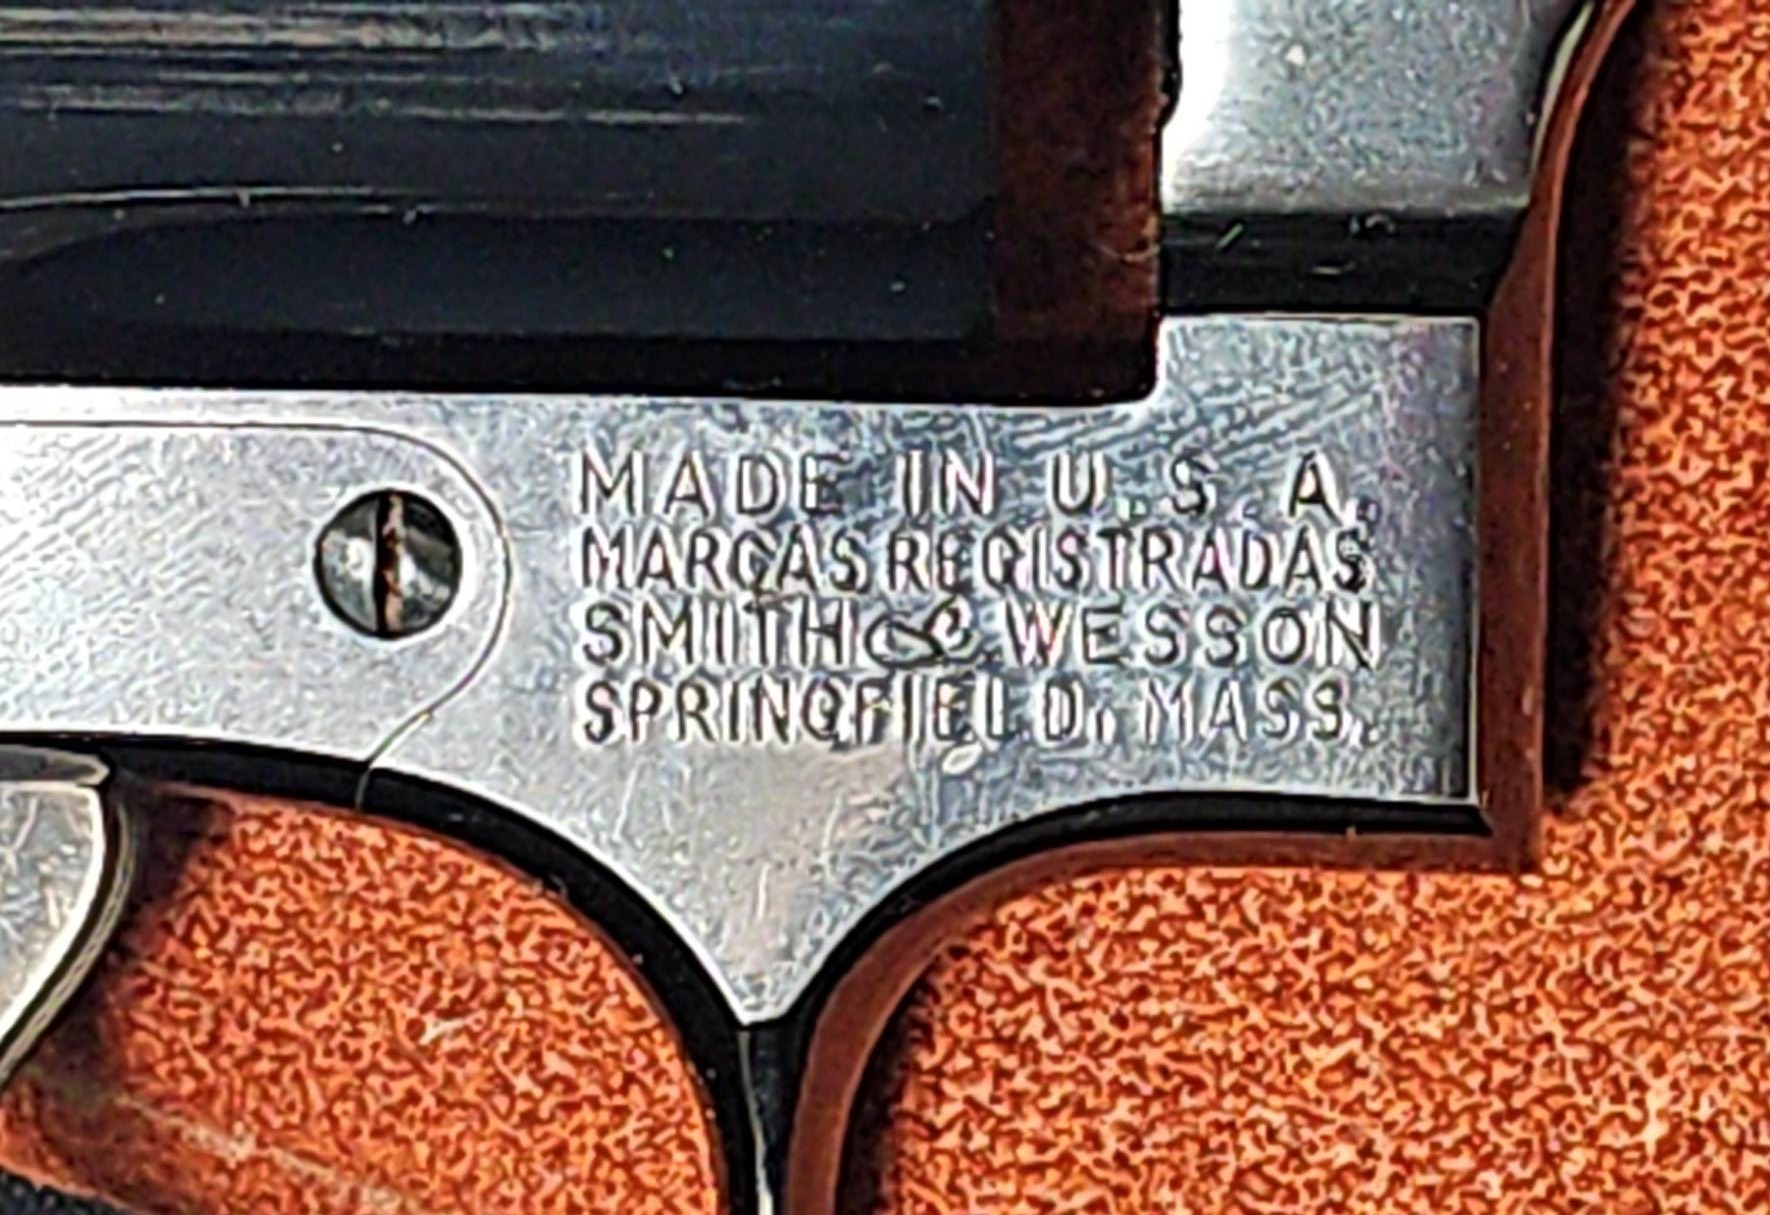 MADE IN U.S.A.
MARCAS REGISTRADAS
SMITH & WESSON
SPRINGFIELD, MASS.